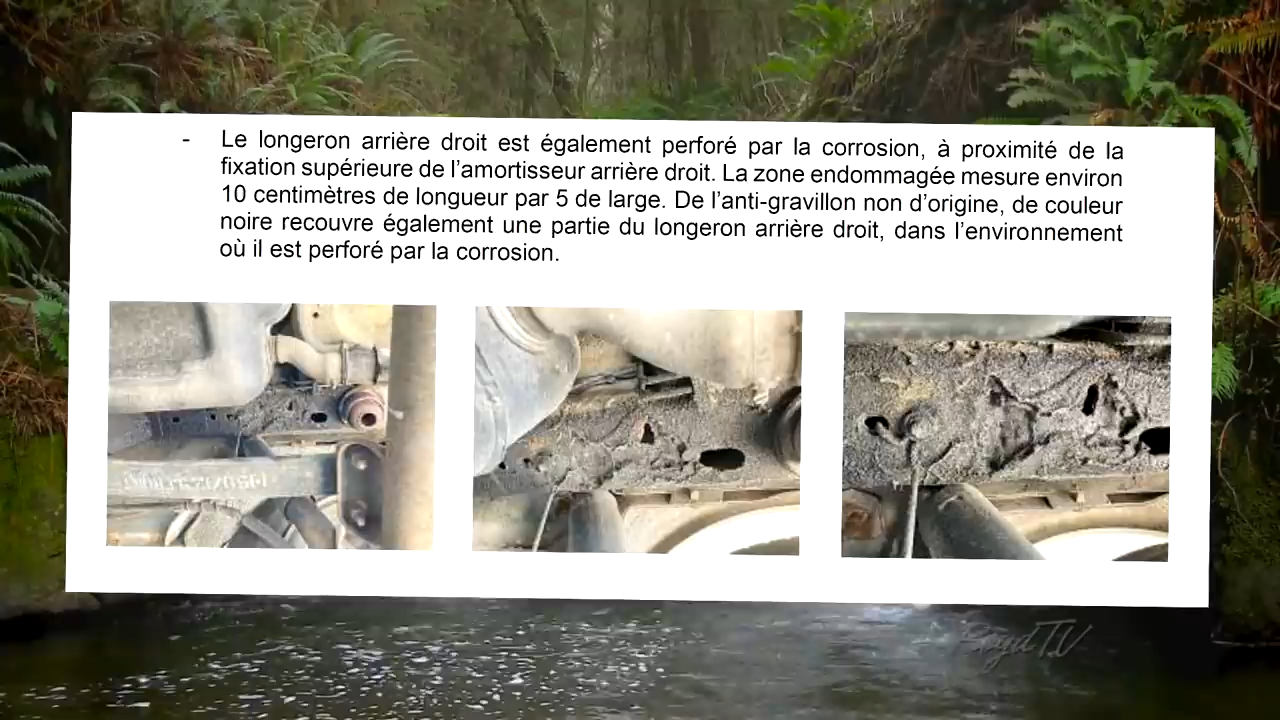 - Le longeron arrière droit est également perforé par la corrosion, à proximité de la
fixation supérieure de l’amortisseur arrière droit. La zone endommagée mesure environ
10 centimètres de longueur par 5 de large. De l’anti-gravillon non d’origine, de couleur
noire recouvre également une partie du longeron arrière droit, dans l’environnement
où il est perforé par la corrosion.